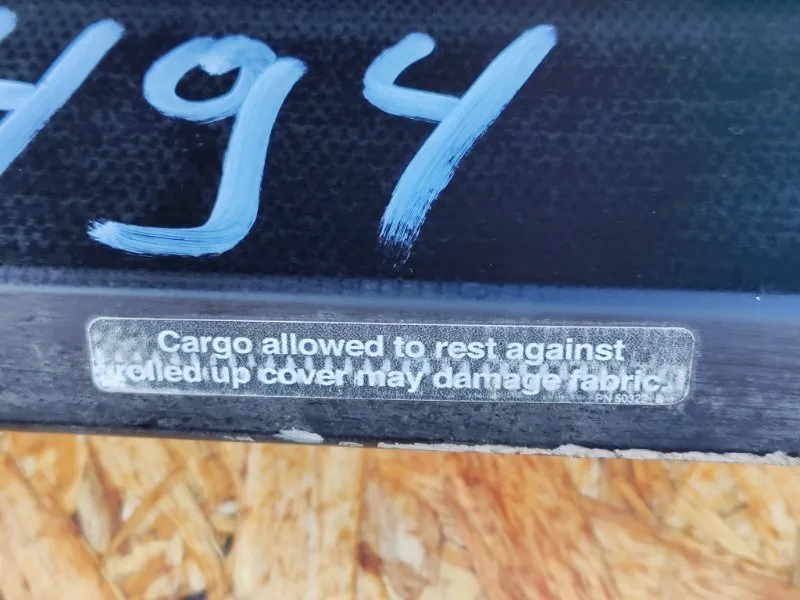 494
Cargo allowed to rest against
rolled up cover may damage fabric.